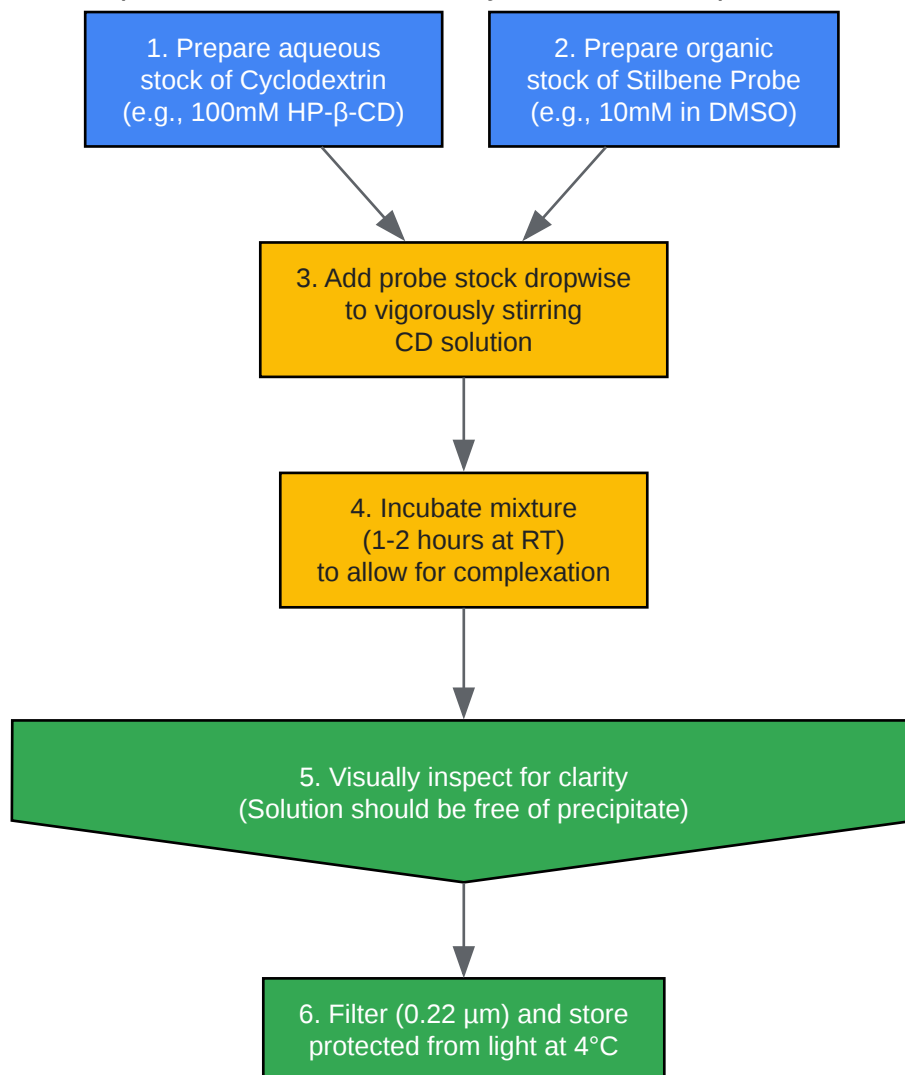 1. Prepare aqueous
stock of Cyclodextrin
(e.g., 100mM HP-β-CD)
2. Prepare organic
stock of Stilbene Probe
(e.g., 10mM in DMSO)
3. Add probe stock dropwise
to vigorously stirring
CD solution
4. Incubate mixture
(1-2 hours at RT)
to allow for complexation
5. Visually inspect for clarity
(Solution should be free of precipitate)
6. Filter (0.22 µm) and store
protected from light at 4°C